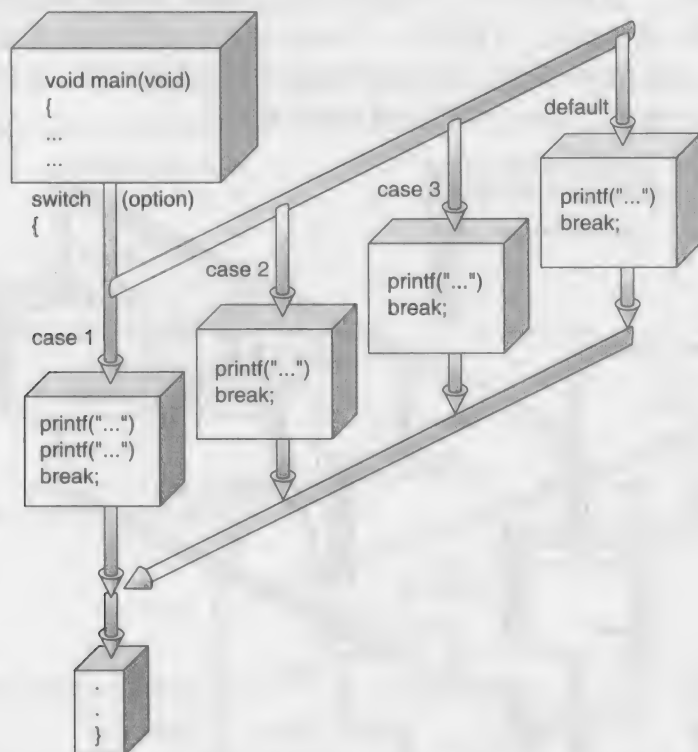 void main(void)
{
...
...
switch (option)
{
case 1
printf("...")
printf("...")
break;
case 2
printf("...")
break;
case 3
printf("...")
break;
default
printf("...")
break;
.
.
}